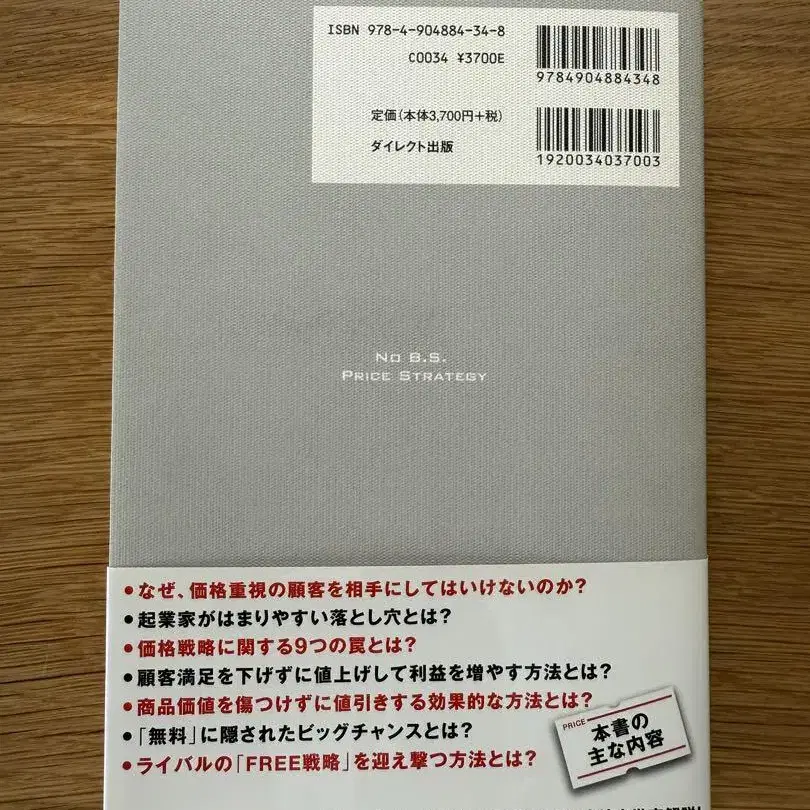 ISBN 978-4-904884-34-8
C0034 ¥3700E
9784904884348
定価(本体3,700円+税)
ダイレクト出版
1920034037003
No B.S.
Price Strategy
•なぜ、価格重視の顧客を相手にしてはいけないのか?
•起業家がはまりやすい落とし穴とは?
•価格戦略に関する9つの罠とは?
•顧客満足を下げずに値上げして利益を増やす方法とは?
•商品価値を傷つけずに値引きする効果的な方法とは?
•「無料」に隠されたビッグチャンスとは?
•ライバルの「FREE戦略」を迎え撃つ方法とは?
PRICE
本書の
主な内容